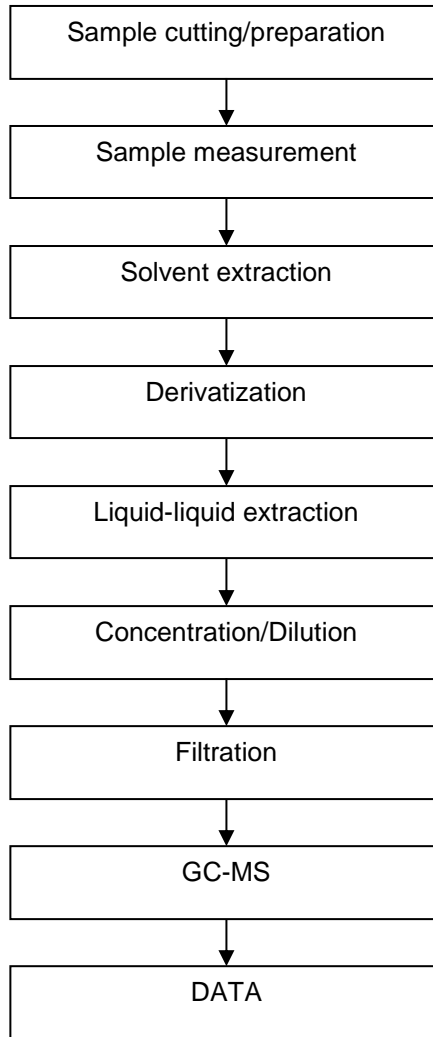 Sample cutting/preparation
Sample measurement
Solvent extraction
Derivatization
Liquid-liquid extraction
Concentration/Dilution
Filtration
GC-MS
DATA